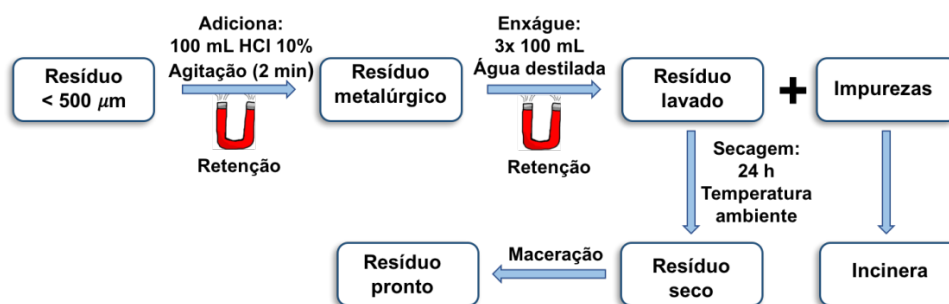 Adiciona:
100 mL HCl 10%
Agitação (2 min)
Enxágue:
3x 100 mL
Água destilada
Resíduo
< 500 μm
Resíduo
metalúrgico
Resíduo
lavado
+
Impurezas
Retenção
Retenção
Secagem:
24 h
Temperatura
ambiente
Resíduo
pronto
Maceração
Resíduo
seco
Incinera